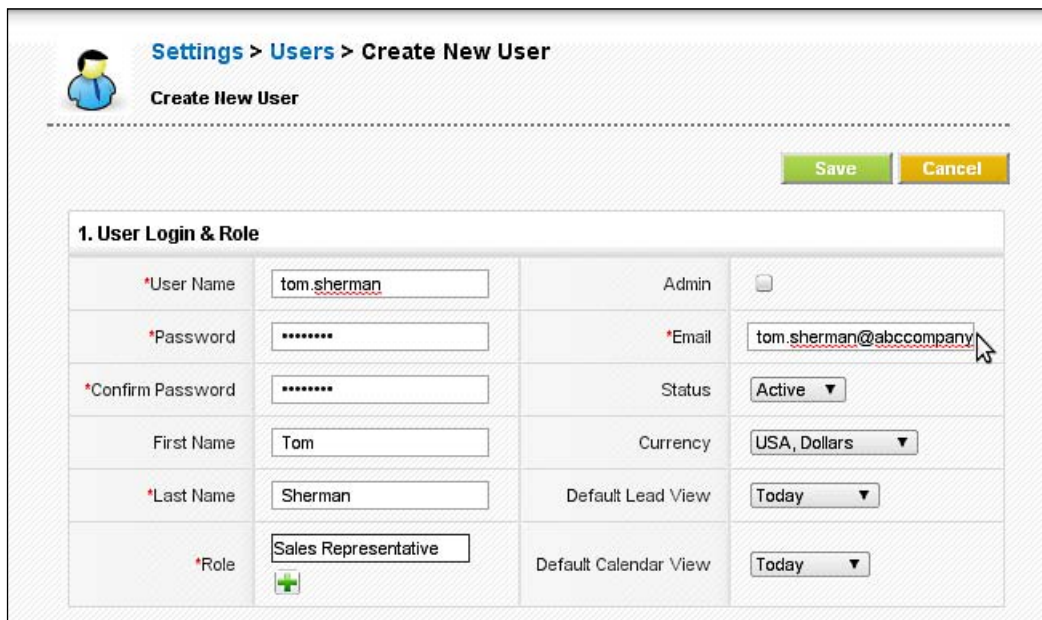 Settings > Users > Create New User
Create New User
Save Cancel
1. User Login & Role
*User Name tom.sherman Admin
*Password •••••••• *Email tom.sherman@abccompany
*Confirm Password •••••••• Status Active
First Name Tom Currency USA, Dollars
*Last Name Sherman Default Lead View Today
*Role Sales Representative Default Calendar View Today